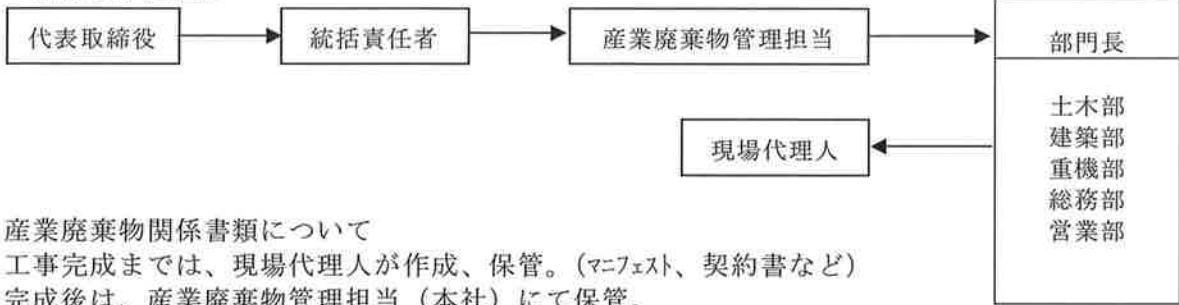 代表取締役
統括責任者
産業廃棄物管理担当
部門長
土木部
建築部
重機部
総務部
営業部
現場代理人
産業廃棄物関係書類について
工事完成までは、現場代理人が作成、保管。(ﾏﾆﾌｪｽﾄ、契約書など)
完成後は、産業廃棄物管理担当（本社）にて保管。